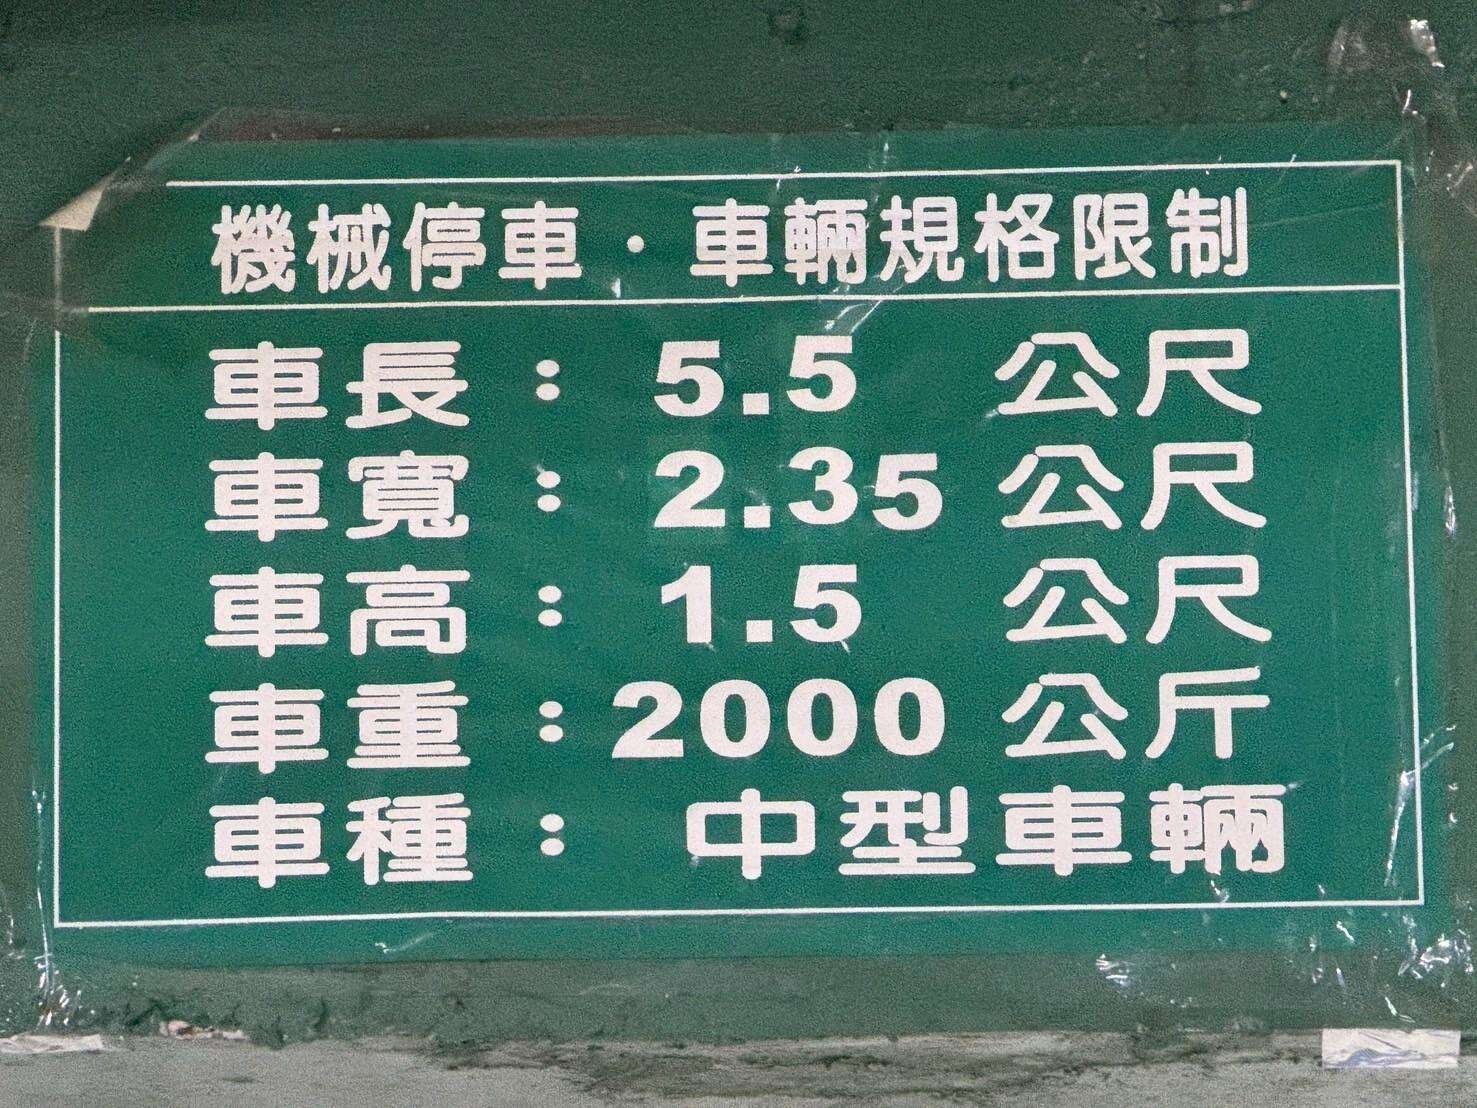 機械停車・車輛規格限制
車長：5.5 公尺
車寬：2.35 公尺
車高：1.5 公尺
車重：2000 公斤
車種：中型車輛